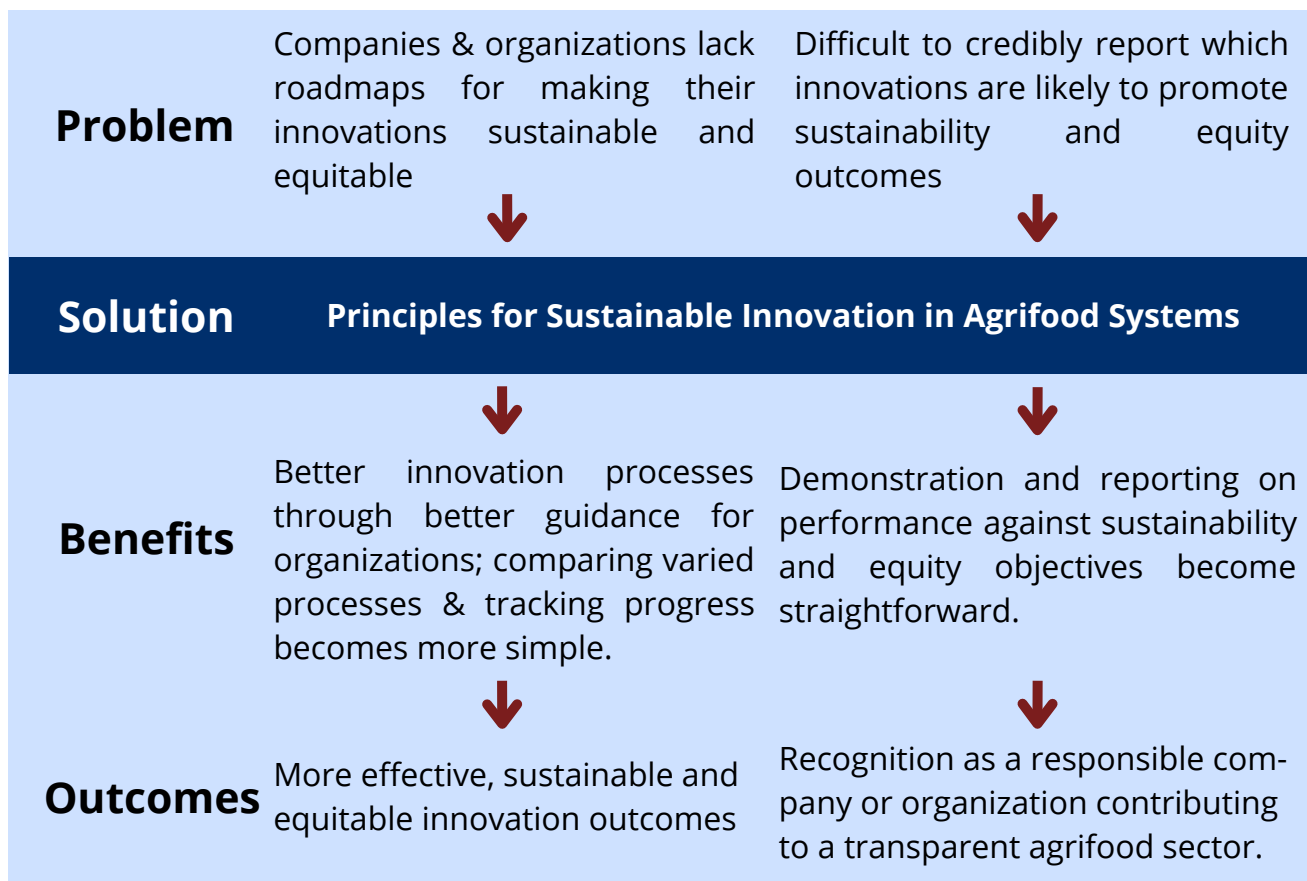 Problem
Companies & organizations lack
roadmaps for making their
innovations sustainable and
equitable
Difficult to credibly report which
innovations are likely to promote
sustainability and equity
outcomes
Solution
Principles for Sustainable Innovation in Agrifood Systems
Benefits
Better innovation processes
through better guidance for
organizations; comparing varied
processes & tracking progress
becomes more simple.
Demonstration and reporting on
performance against sustainability
and equity objectives become
straightforward.
Outcomes
More effective, sustainable and
equitable innovation outcomes
Recognition as a responsible com-
pany or organization contributing
to a transparent agrifood sector.